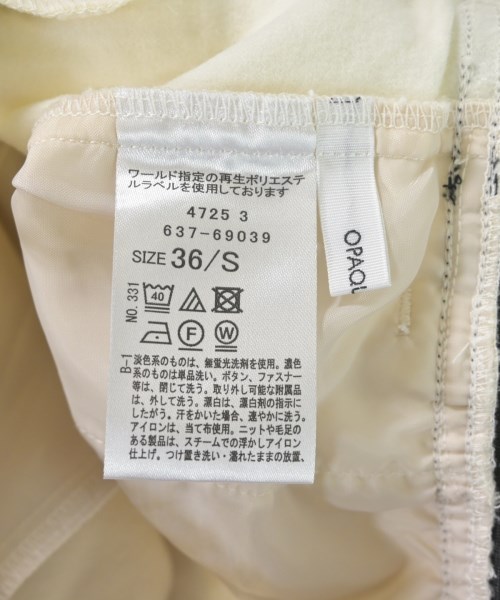 ワールド指定の再生ポリエステ
ルラベルを使用しております
4725 3
637-69039
SIZE 36/S
NO. 331
40
F
W
B-1
淡色系のものは、無蛍光洗剤を使用。濃色
系のものは単品洗い。ボタン、ファスナー
等は、閉じて洗う。取り外し可能な附属品
は、外して洗う。漂白は、漂白剤の指示に
したがう。汗をかいた場合、速やかに洗う。
アイロンは、当て布使用。ニットや毛足の
ある製品は、スチームでの浮かしアイロン
仕上げ。つけ置き洗い・濡れたままの放置、